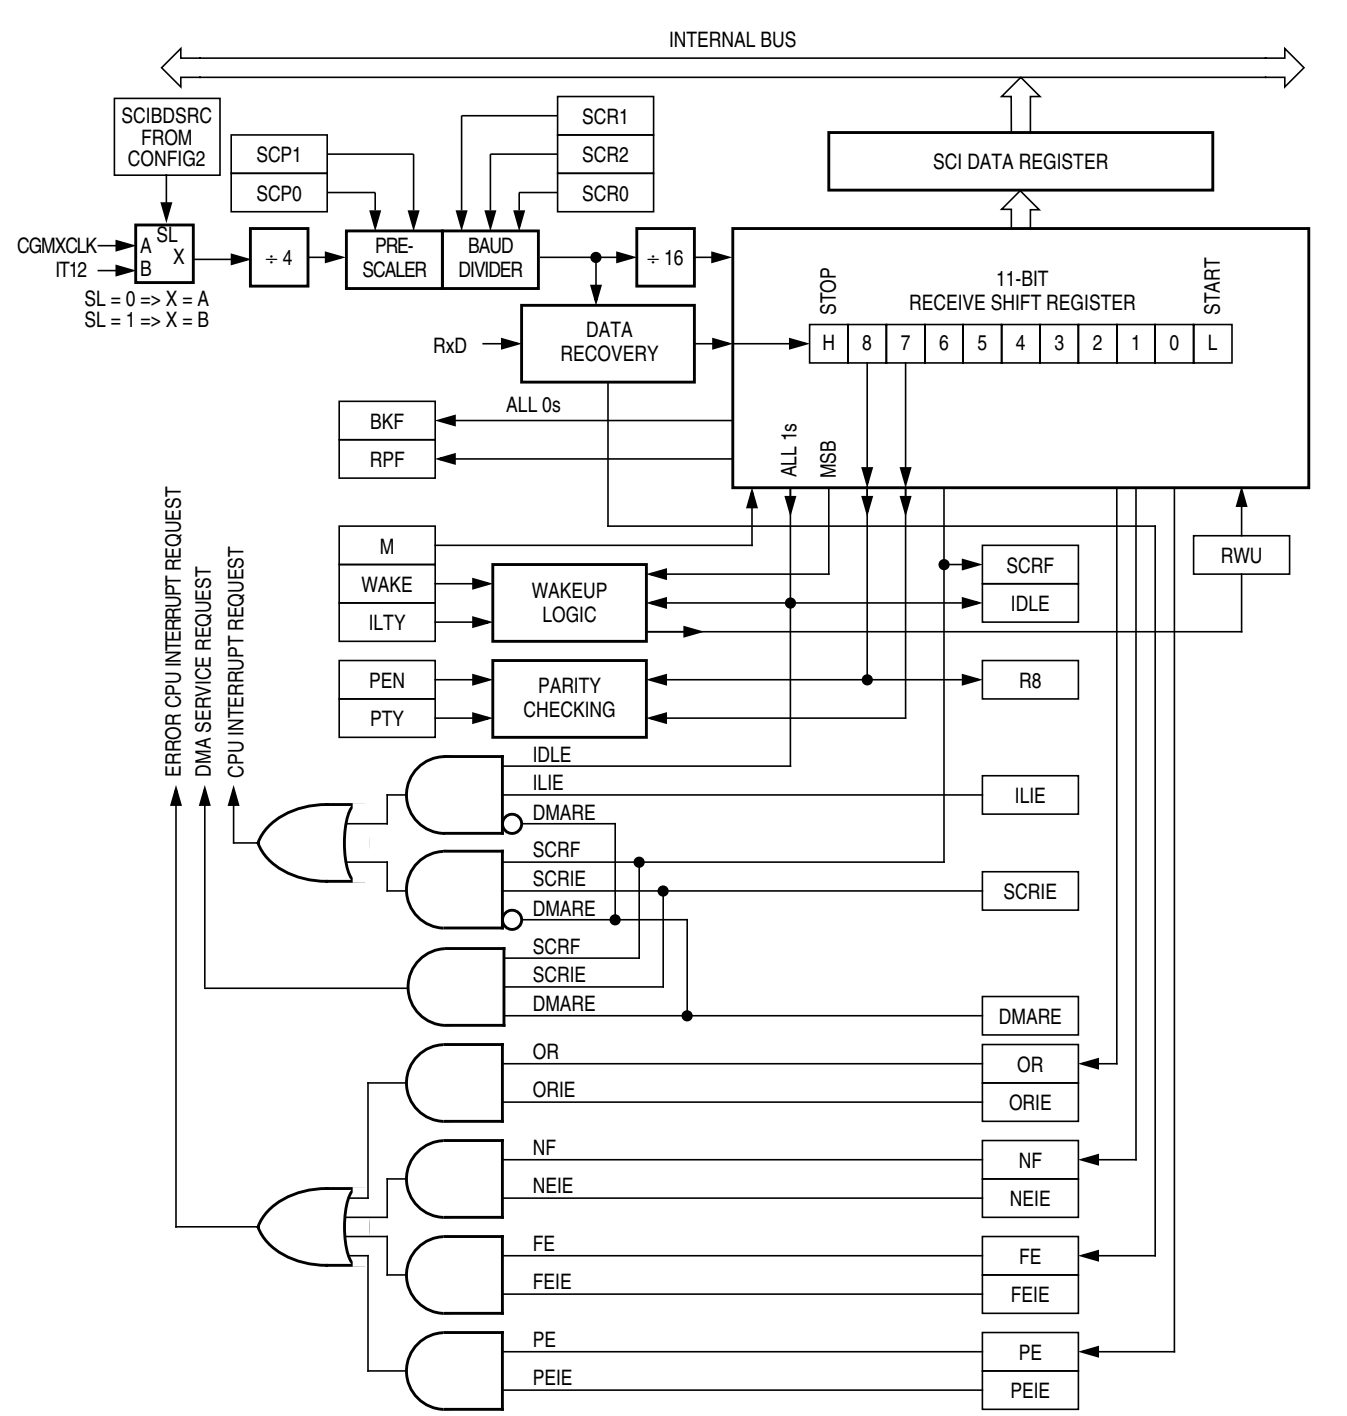 INTERNAL BUS
SCIBDSRC
FROM
CONFIG2
SCP1
SCP0
SCR1
SCR2
SCR0
SCI DATA REGISTER
CGMXCLK
IT12
A
SL
X
B
SL = 0 => X = A
SL = 1 => X = B
÷ 4
PRE-
SCALER
BAUD
DIVIDER
÷ 16
STOP
11-BIT
RECEIVE SHIFT REGISTER
START
RxD
DATA
RECOVERY
H 8 7 6 5 4 3 2 1 0 L
ALL 0s
BKF
RPF
ALL 1s
MSB
M
WAKE
ILTY
WAKEUP
LOGIC
SCRF
IDLE
RWU
PEN
PTY
PARITY
CHECKING
R8
ERROR CPU INTERRUPT REQUEST
DMA SERVICE REQUEST
CPU INTERRUPT REQUEST
IDLE
ILIE
DMARE
ILIE
SCRF
SCRIE
DMARE
SCRIE
SCRF
SCRIE
DMARE
DMARE
OR
ORIE
OR
ORIE
NF
NEIE
NF
NEIE
FE
FEIE
FE
FEIE
PE
PEIE
PE
PEIE